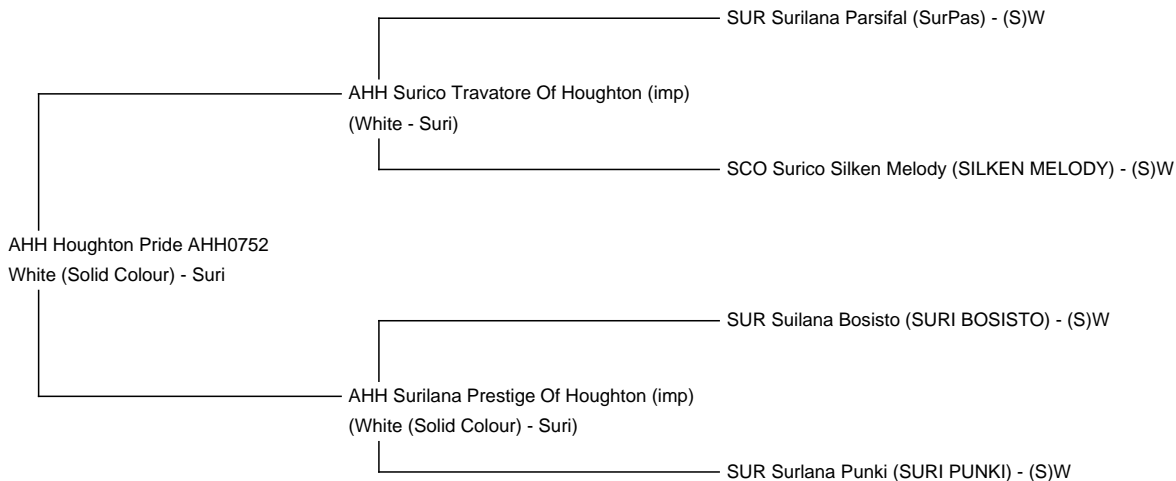 SUR Surilana Parsifal (SurPas) - (S)W
AHH Surico Travatore Of Houghton (imp)
(White - Suri)
SCO Surico Silken Melody (SILKEN MELODY) - (S)W
AHH Houghton Pride AHH0752
White (Solid Colour) - Suri
SUR Suilana Bosisto (SURI BOSISTO) - (S)W
AHH Surilana Prestige Of Houghton (imp)
(White (Solid Colour) - Suri)
SUR Surlana Punki (SURI PUNKI) - (S)W